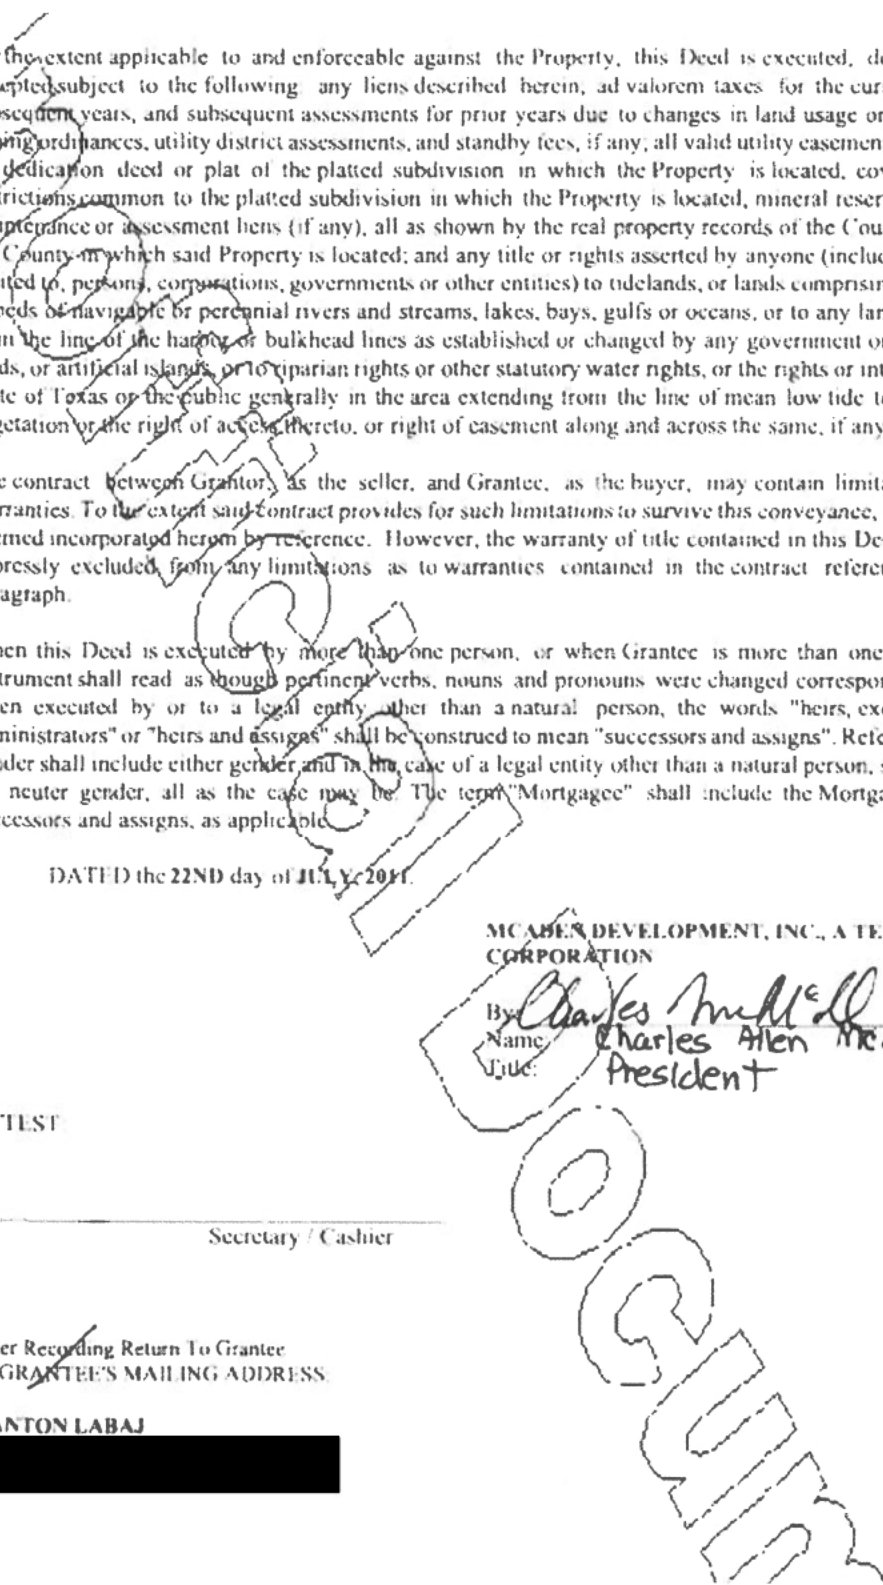 the extent applicable to and enforceable against the Property, this Deed is executed, de
epted subject to the following any liens described herein, ad valorem taxes for the cur
sequent years, and subsequent assessments for prior years due to changes in land usage or
ing ordinances, utility district assessments, and standby fees, if any; all valid utility easemen
dedication deed or plat of the platted subdivision in which the Property is located, cov
trictions common to the platted subdivision in which the Property is located, mineral reser
intenance or assessment liens (if any), all as shown by the real property records of the Cou
County in which said Property is located; and any title or rights asserted by anyone (includ
ited to, persons, corporations, governments or other entities) to tidelands, or lands comprisin
beds of navigable or perennial rivers and streams, lakes, bays, gulfs or oceans, or to any lan
m the line of the harbor or bulkhead lines as established or changed by any government o
ds, or artificial islands, or to riparian rights or other statutory water rights, or the rights or int
te of Texas or the public generally in the area extending from the line of mean low tide t
getation or the right of access thereto, or right of easement along and across the same, if any
e contract between Grantor, as the seller, and Grantee, as the buyer, may contain limita
rranties. To the extent said contract provides for such limitations to survive this conveyance,
emed incorporated herein by reference. However, the warranty of title contained in this De
pressly excluded from any limitations as to warranties contained in the contract refere
agraph.
hen this Deed is executed by more than one person, or when Grantee is more than one
trument shall read as though pertinent verbs, nouns and pronouns were changed correspon
en executed by or to a legal entity other than a natural person, the words "heirs, exe
ministrators" or "heirs and assigns" shall be construed to mean "successors and assigns". Refe
der shall include either gender and in the case of a legal entity other than a natural person, s
neuter gender, all as the case may be. The term "Mortgagee" shall include the Mortga
cessors and assigns, as applicable.
DATED the 22ND day of JULY, 2011.
MCADEN DEVELOPMENT, INC., A TE
CORPORATION
By:
Name: Charles Allen Mc
Title: President
TTEST
Secretary / Cashier
er Recording Return To Grantee
GRANTEE'S MAILING ADDRESS:
ANTON LABAJ